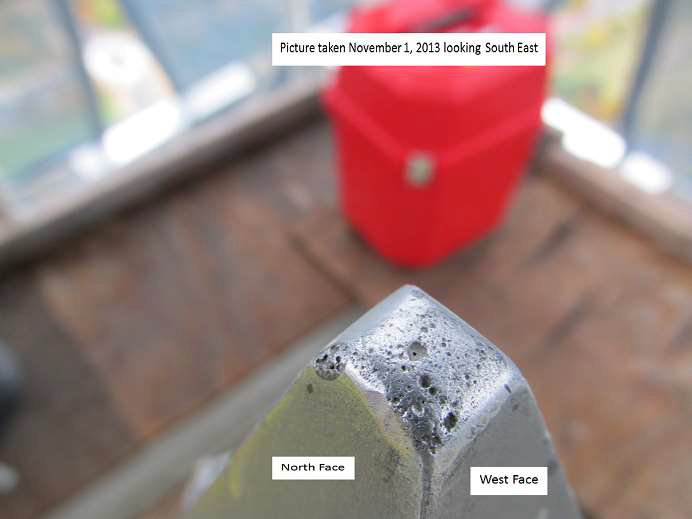 Picture taken November 1, 2013 looking South East
North Face
West Face